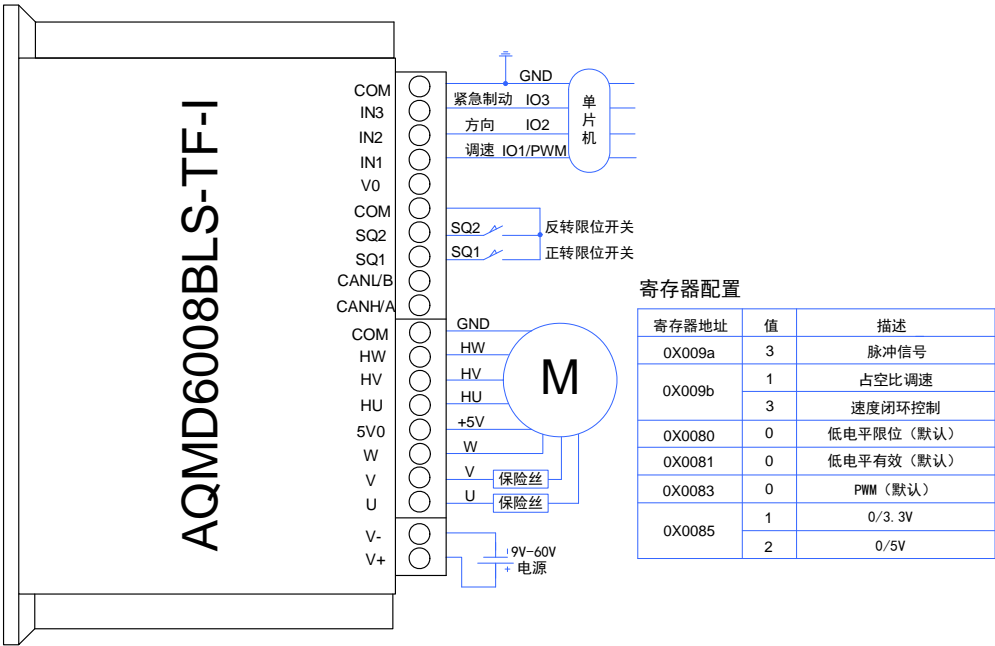 AQMD6008BLS-TF-I
COM
IN3
IN2
IN1
V0
COM
SQ2
SQ1
CANL/B
CANH/A
COM
HW
HV
HU
5V0
W
V
U
V-
V+
GND
紧急制动 IO3
方向 IO2
调速 IO1/PWM
单片机
SQ2 反转限位开关
SQ1 正转限位开关
GND
HW
HV
HU
+5V
W
V 保险丝
U 保险丝
M
9V-60V
+ 电源
寄存器配置
寄存器地址 值 描述
0X009a 3 脉冲信号
0X009b 1 占空比调速
3 速度闭环控制
0X0080 0 低电平限位（默认）
0X0081 0 低电平有效（默认）
0X0083 0 PWM（默认）
0X0085 1 0/3.3V
2 0/5V